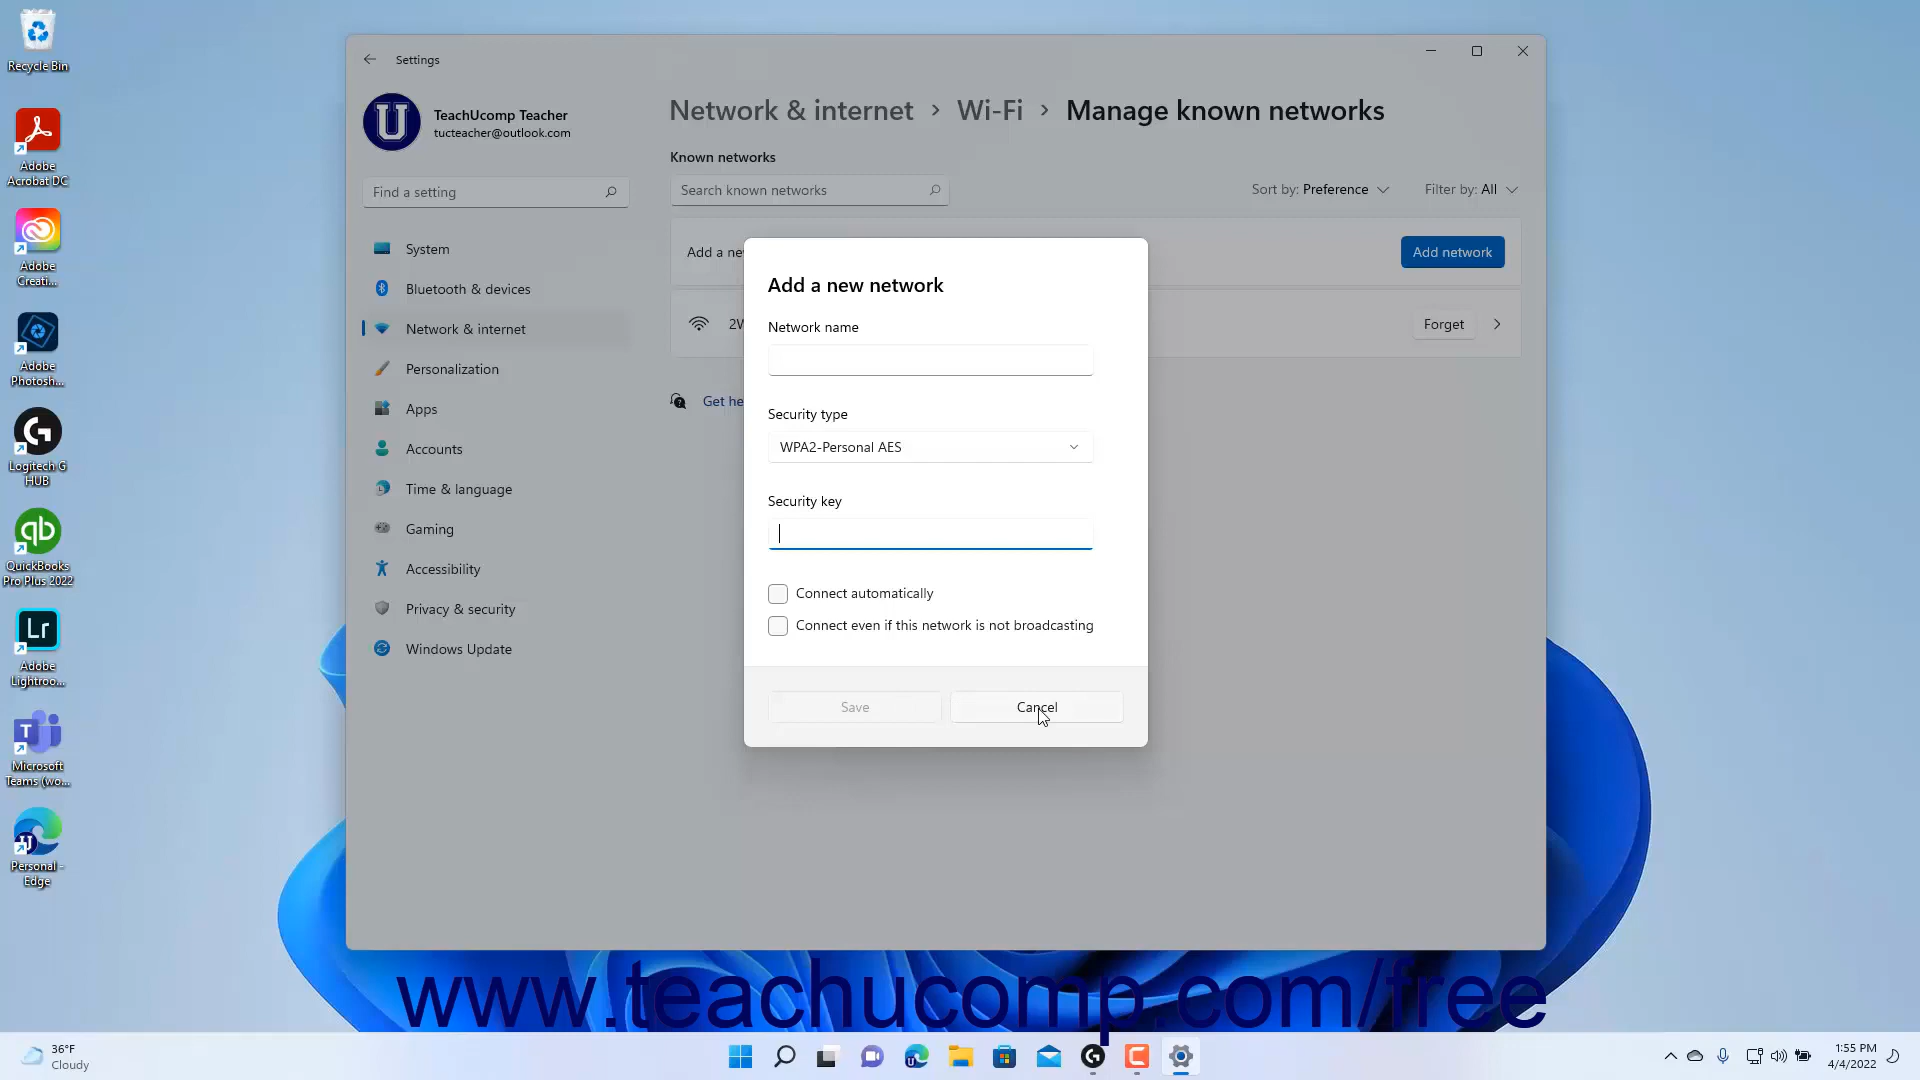 Recycle Bin
Adobe
Acrobat DC
Adobe
Creati...
Adobe
Photosh...
Logitech G
HUB
QuickBooks
Pro Plus 2022
Lr
Adobe
Lightroo...
Microsoft
Teams (wo...
Personal -
Edge
Settings
TeachUcomp Teacher
tucteacher@outlook.com
Find a setting
System
Bluetooth & devices
Network & internet
Personalization
Apps
Accounts
Time & language
Gaming
Accessibility
Privacy & security
Windows Update
Network & internet > Wi-Fi > Manage known networks
Known networks
Search known networks
Sort by: Preference
Filter by: All
Add a ne
Add network
2W
Forget
Get he
Add a new network
Network name
Security type
WPA2-Personal AES
Security key
Connect automatically
Connect even if this network is not broadcasting
Save
Cancel
www.teachucomp.com/free
36°F
Cloudy
1:55 PM
4/4/2022